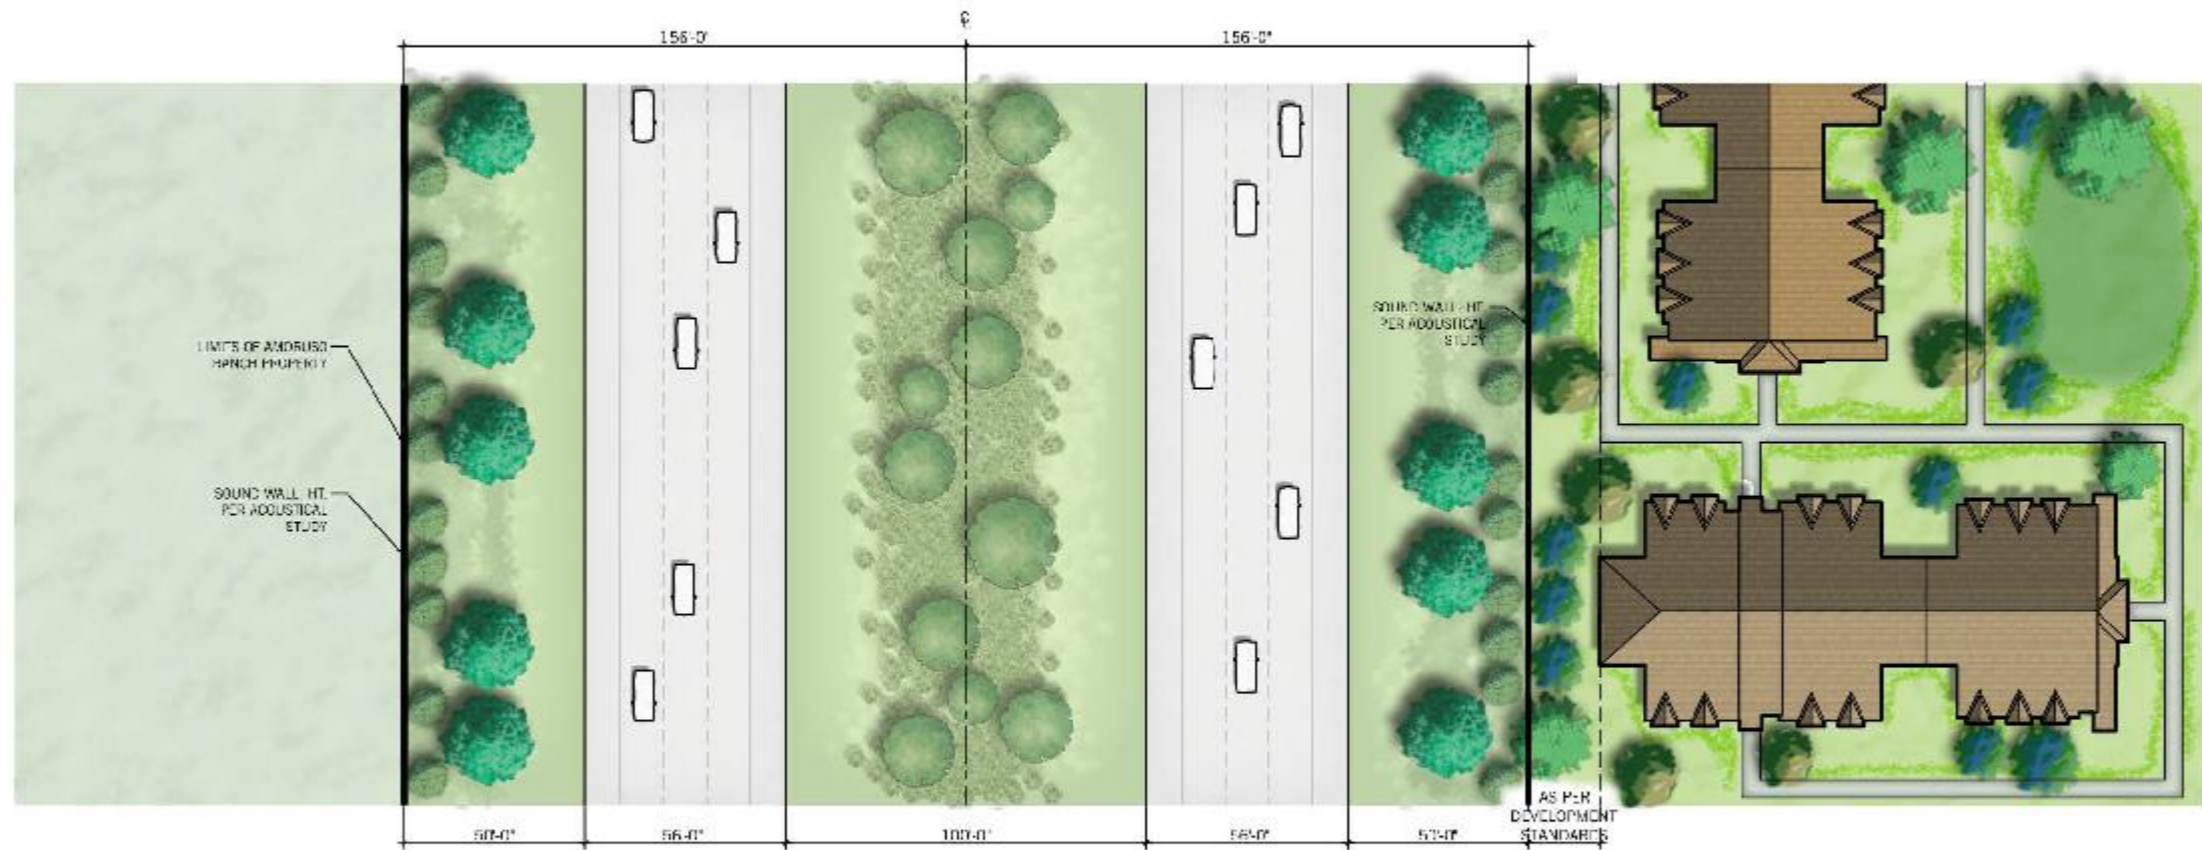 ℄
156'-0"
156'-0"
LIMITS OF AMORUSO
RANCH PROPERTY
SOUND WALL - HT.
PER ACOUSTICAL
STUDY
SOUND WALL - HT.
PER ACOUSTICAL
STUDY
AS PER
DEVELOPMENT
STANDARDS
50'-0"
56'-0"
100'-0"
56'-0"
50'-0"